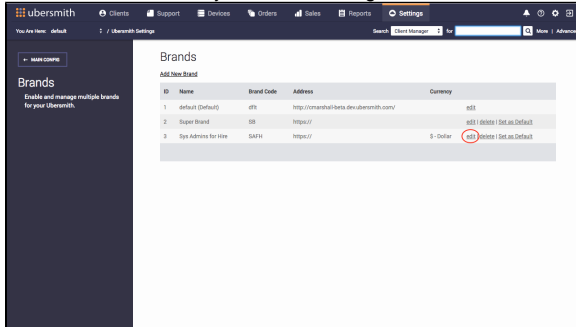 ubersmith Clients Support Devices Orders Sales Reports Settings
You Are Here: default : / Ubersmith Settings Search Client Manager for More | Advance
← MAIN CONFIG
Brands
Enable and manage multiple brands
for your Ubersmith.
Brands
Add New Brand
ID Name Brand Code Address Currency
1 default (Default) dflt http://cmarshall-beta.dev.ubersmith.com/ edit
2 Super Brand SB https:// edit | delete | Set as Default
3 Sys Admins for Hire SAFH https:// $ - Dollar edit | delete | Set as Default